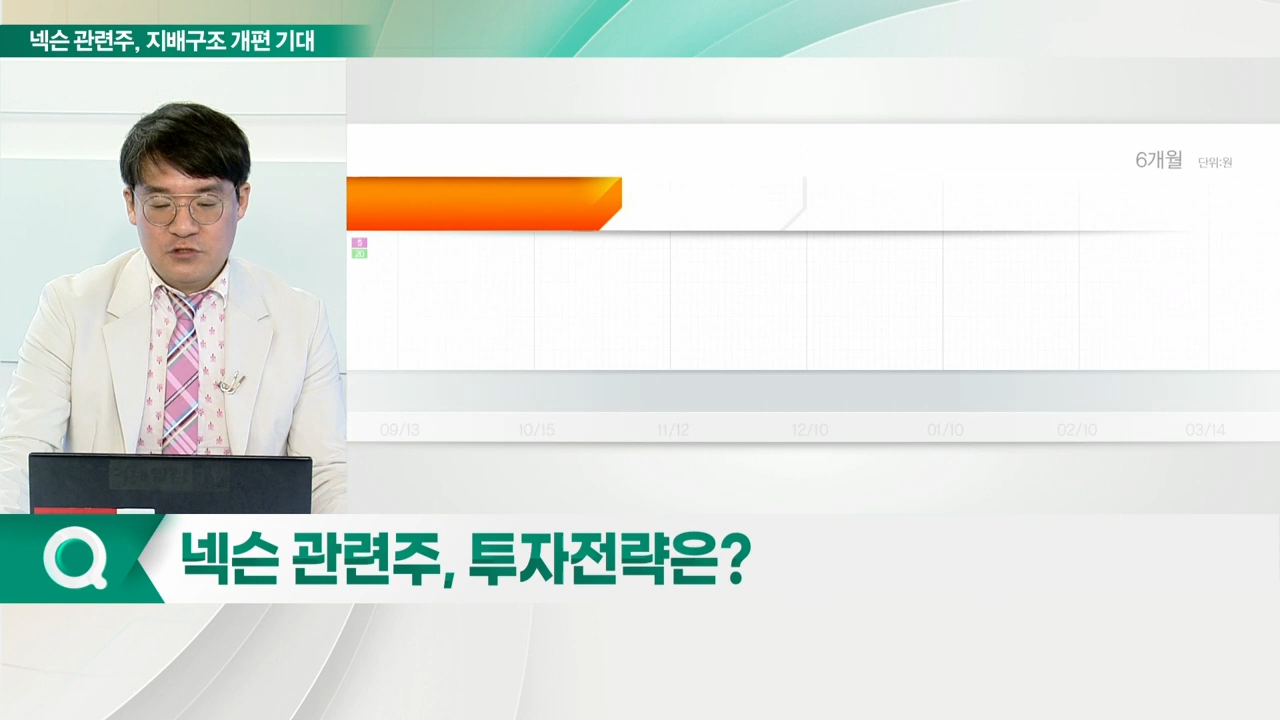 넥슨 관련주, 지배구조 개편 기대
6개월 단위:원
5
20
09/13 10/15 11/12 12/10 01/10 02/10 03/14
Q 넥슨 관련주, 투자전략은?